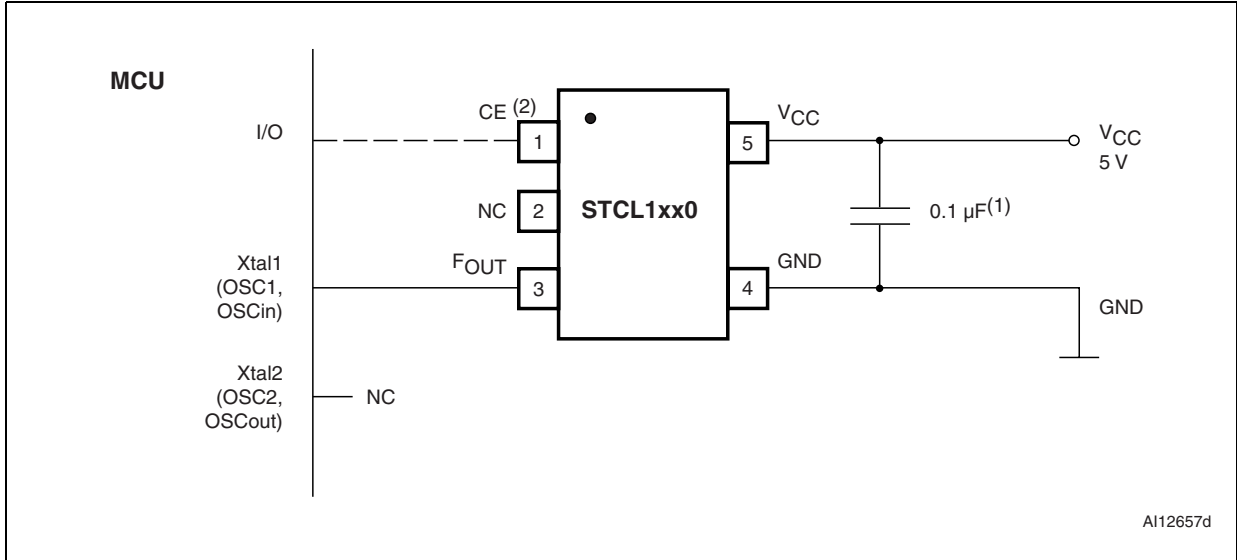 MCU
I/O
CE (2)
1
NC
2
Xtal1
(OSC1,
OSCin)
FOUT
3
Xtal2
(OSC2,
OSCout)
NC
STCL1xx0
VCC
5
VCC
5 V
0.1 µF(1)
GND
4
GND
AI12657d